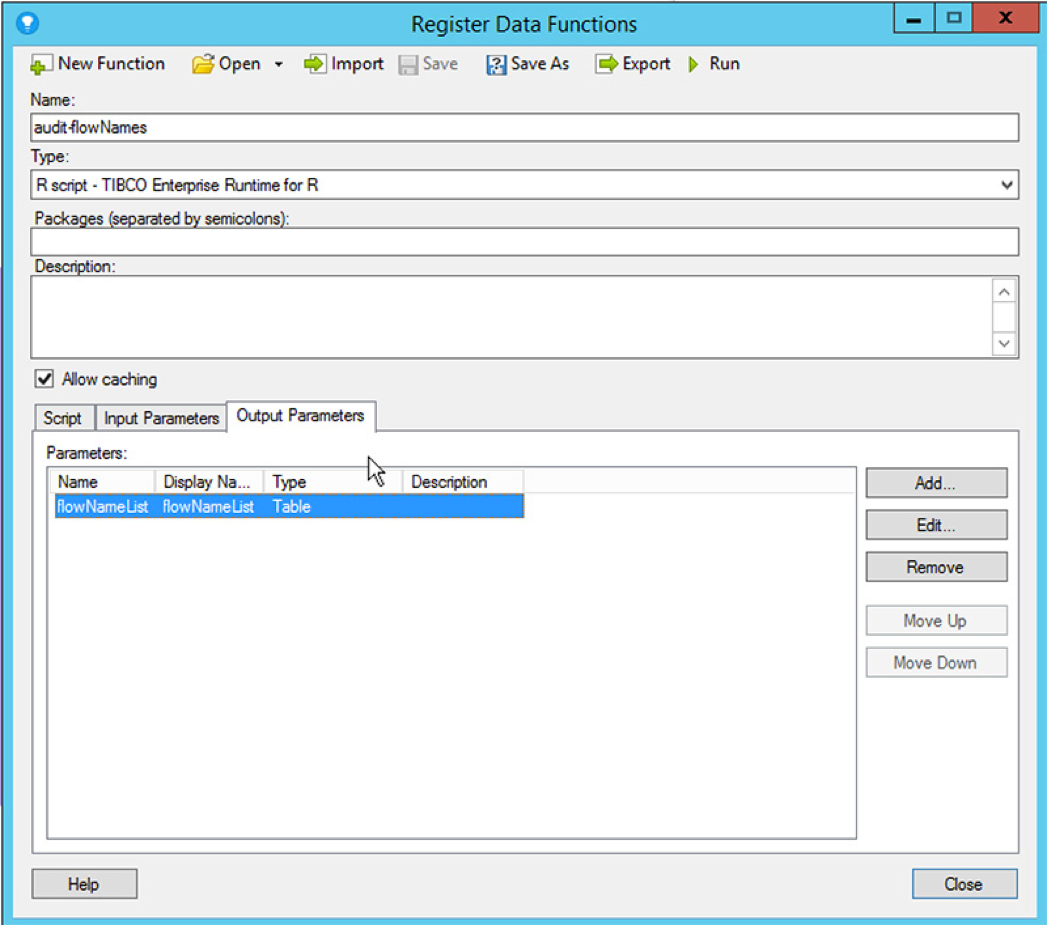 Register Data Functions
New Function Open Import Save Save As Export Run
Name:
audit-flowNames
Type:
R script - TIBCO Enterprise Runtime for R
Packages (separated by semicolons):
Description:
Allow caching
Script Input Parameters Output Parameters
Parameters:
Name Display Na... Type Description
flowNameList flowNameList Table
Add...
Edit...
Remove
Move Up
Move Down
Help Close